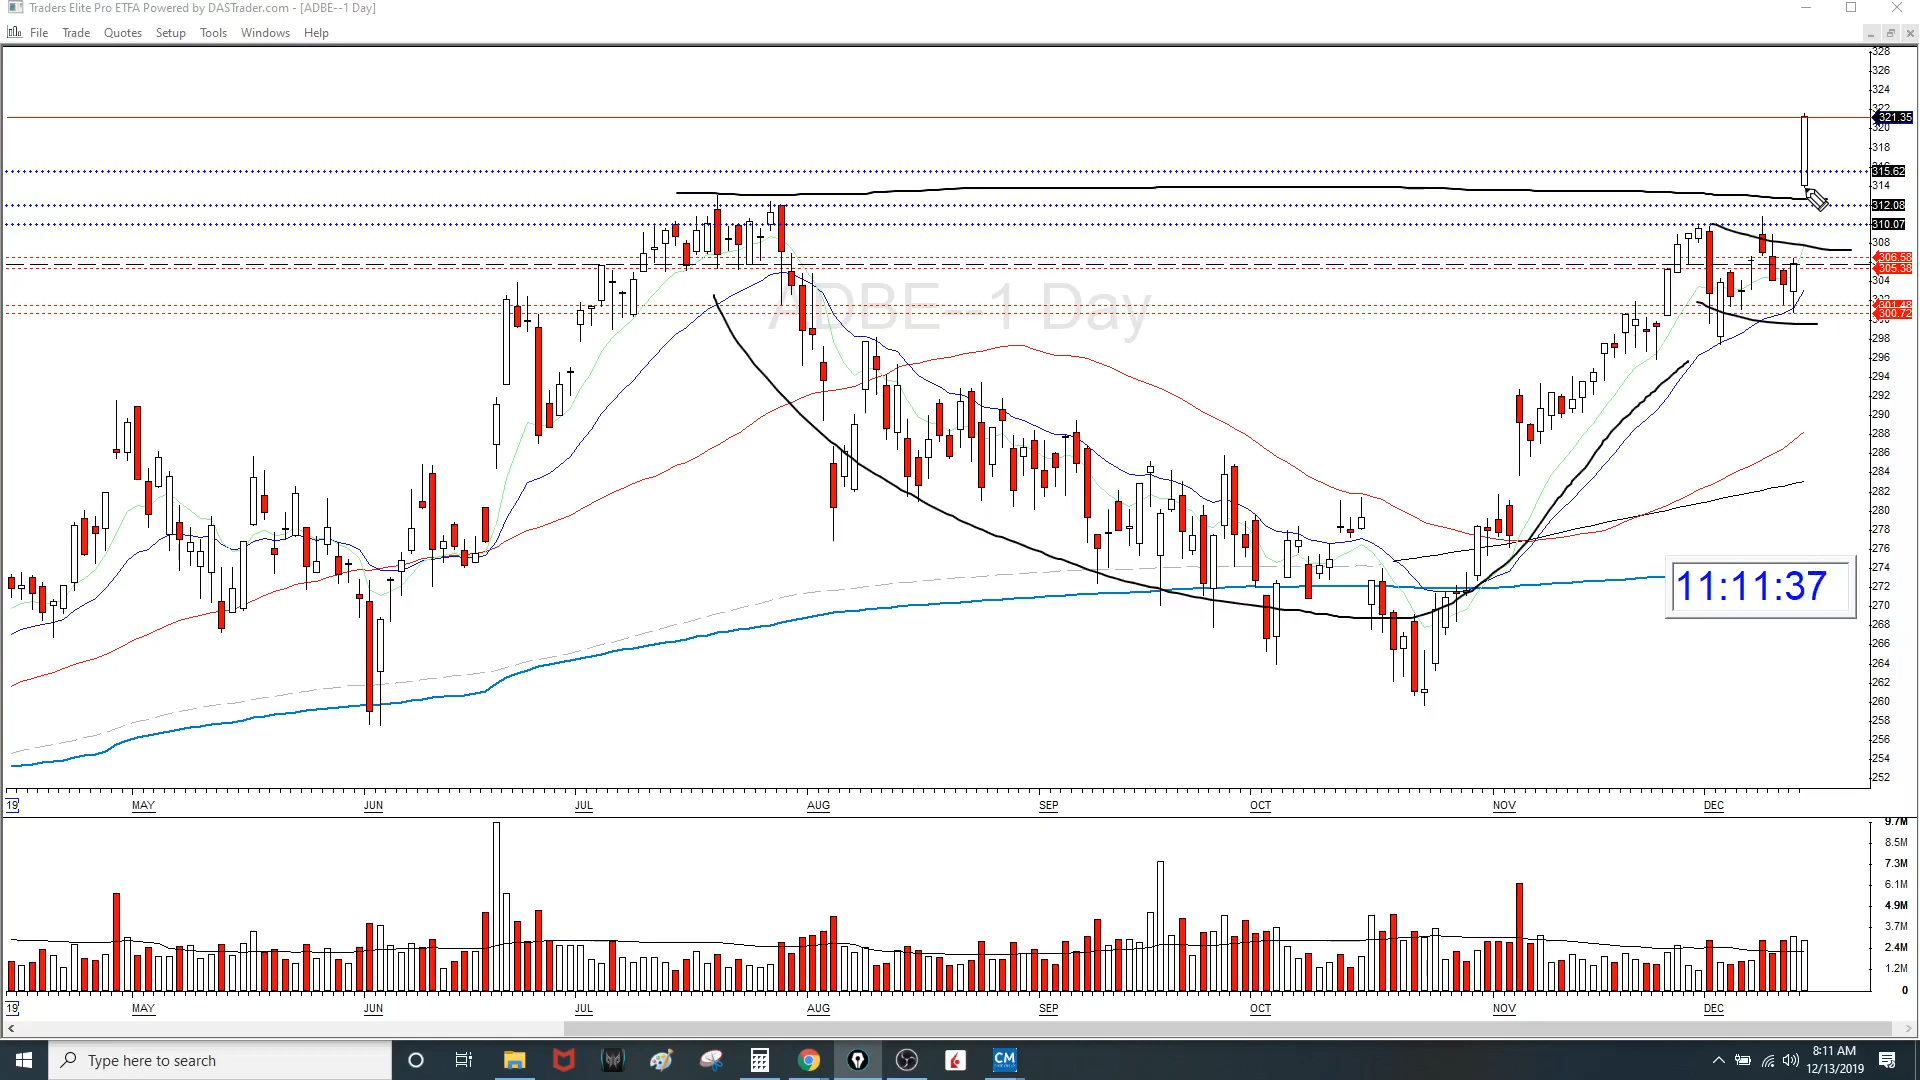 Traders Elite Pro ETFA Powered by DASTrader.com - [ADBE--1 Day]
File Trade Quotes Setup Tools Windows Help
ADBE--1 Day
328
326
324
322
321.35
320
318
315.62
314
312.08
310.07
308
306.58
305.38
304
301.48
300.72
298
296
294
292
290
288
286
284
282
280
278
276
274
272
270
268
266
264
262
260
258
256
254
252
11:11:37
19 MAY JUN JUL AUG SEP OCT NOV DEC
9.7M
8.5M
7.3M
6.1M
4.9M
3.7M
2.4M
1.2M
0
19 MAY JUN JUL AUG SEP OCT NOV DEC
Type here to search
CM
8:11 AM
12/13/2019